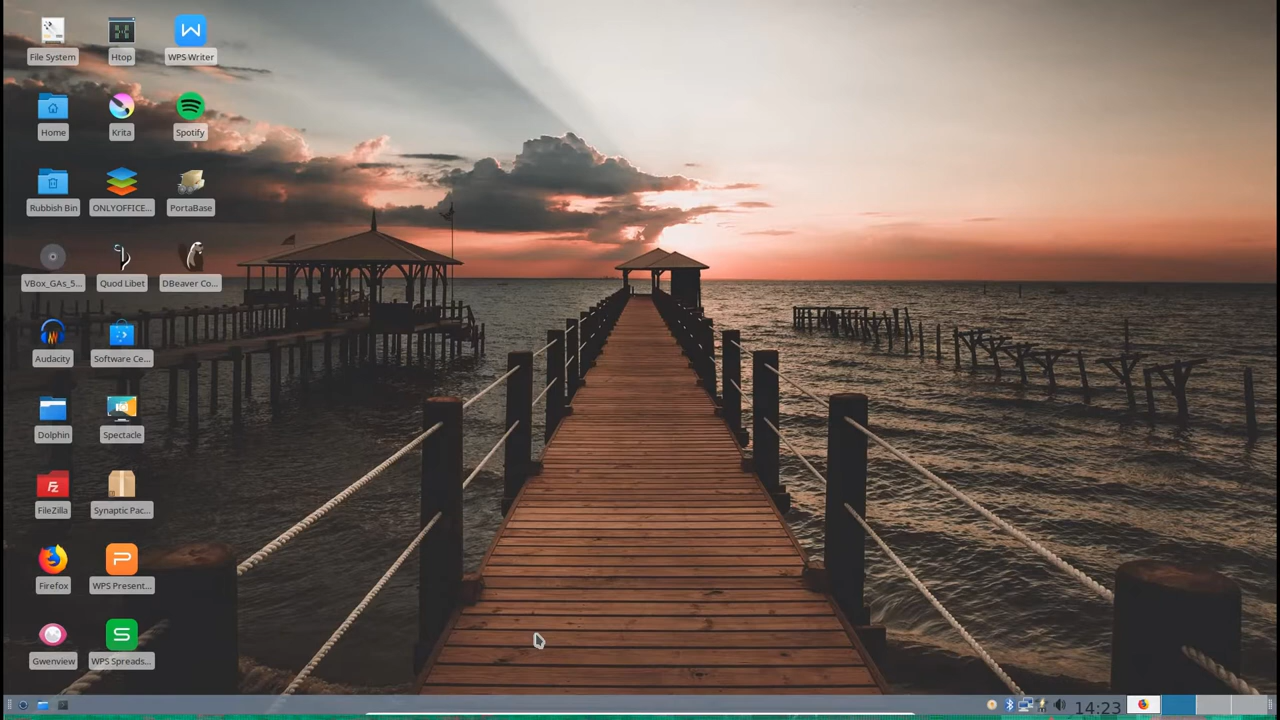 File System
Htop
WPS Writer
Home
Krita
Spotify
Rubbish Bin
ONLYOFFICE...
PortaBase
VBox_GAs_5...
Quod Libet
DBeaver Co...
Audacity
Software Ce...
Dolphin
Spectacle
FileZilla
Synaptic Pac...
Firefox
WPS Present...
Gwenview
WPS Spreads...
14:23